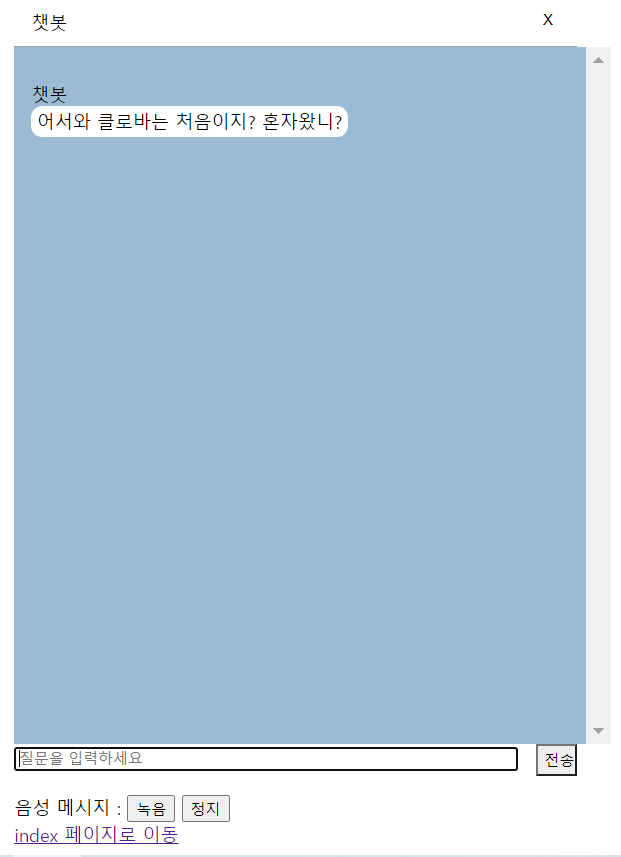 챗봇 X
챗봇
어서와 클로바는 처음이지? 혼자왔니?
질문을 입력하세요 전송
음성 메시지 : 녹음 정지
index 페이지로 이동